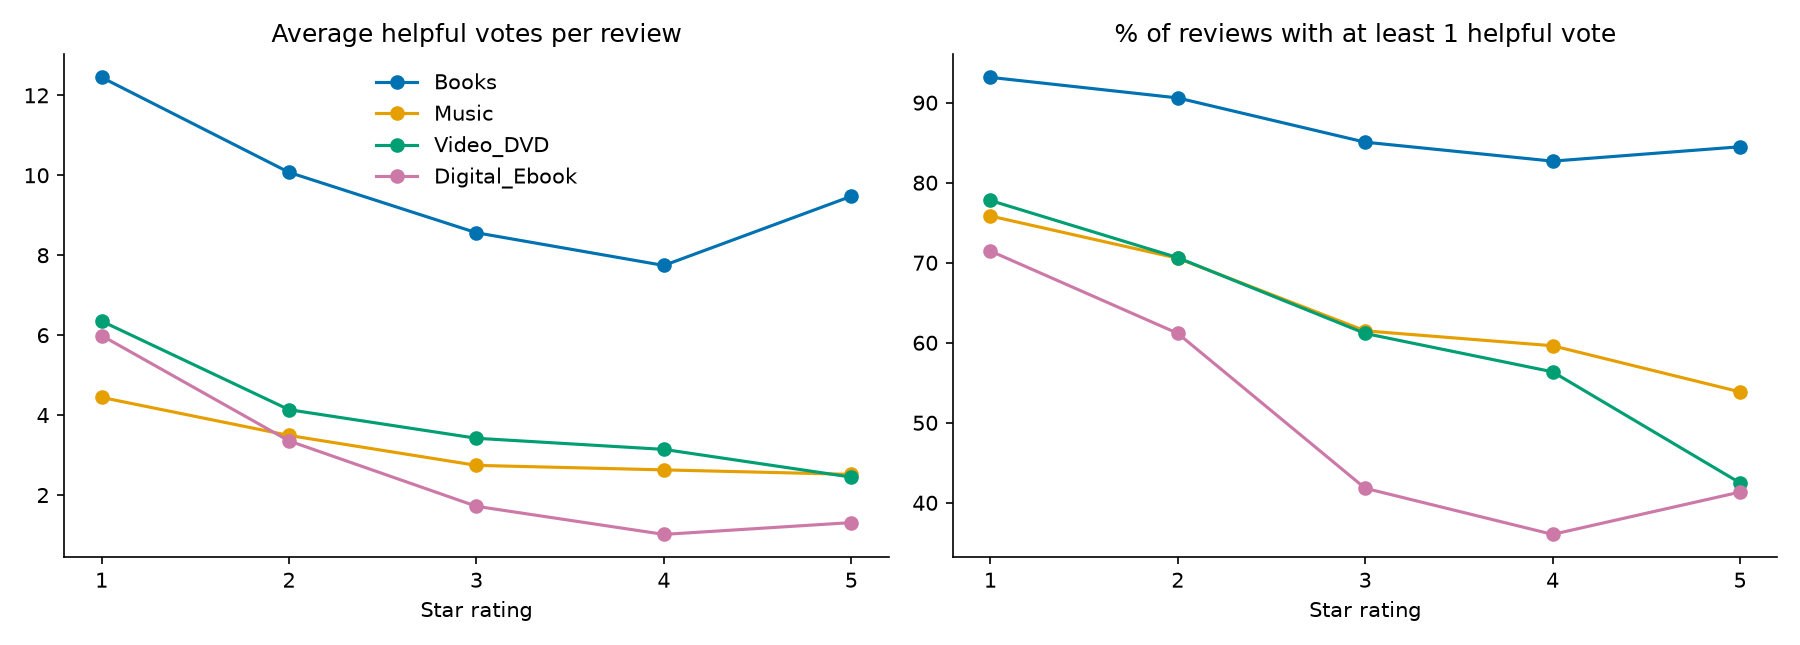 Average helpful votes per review
12
10
8
6
4
2
Books
Music
Video_DVD
Digital_Ebook
1 2 3 4 5
Star rating
% of reviews with at least 1 helpful vote
90
80
70
60
50
40
1 2 3 4 5
Star rating